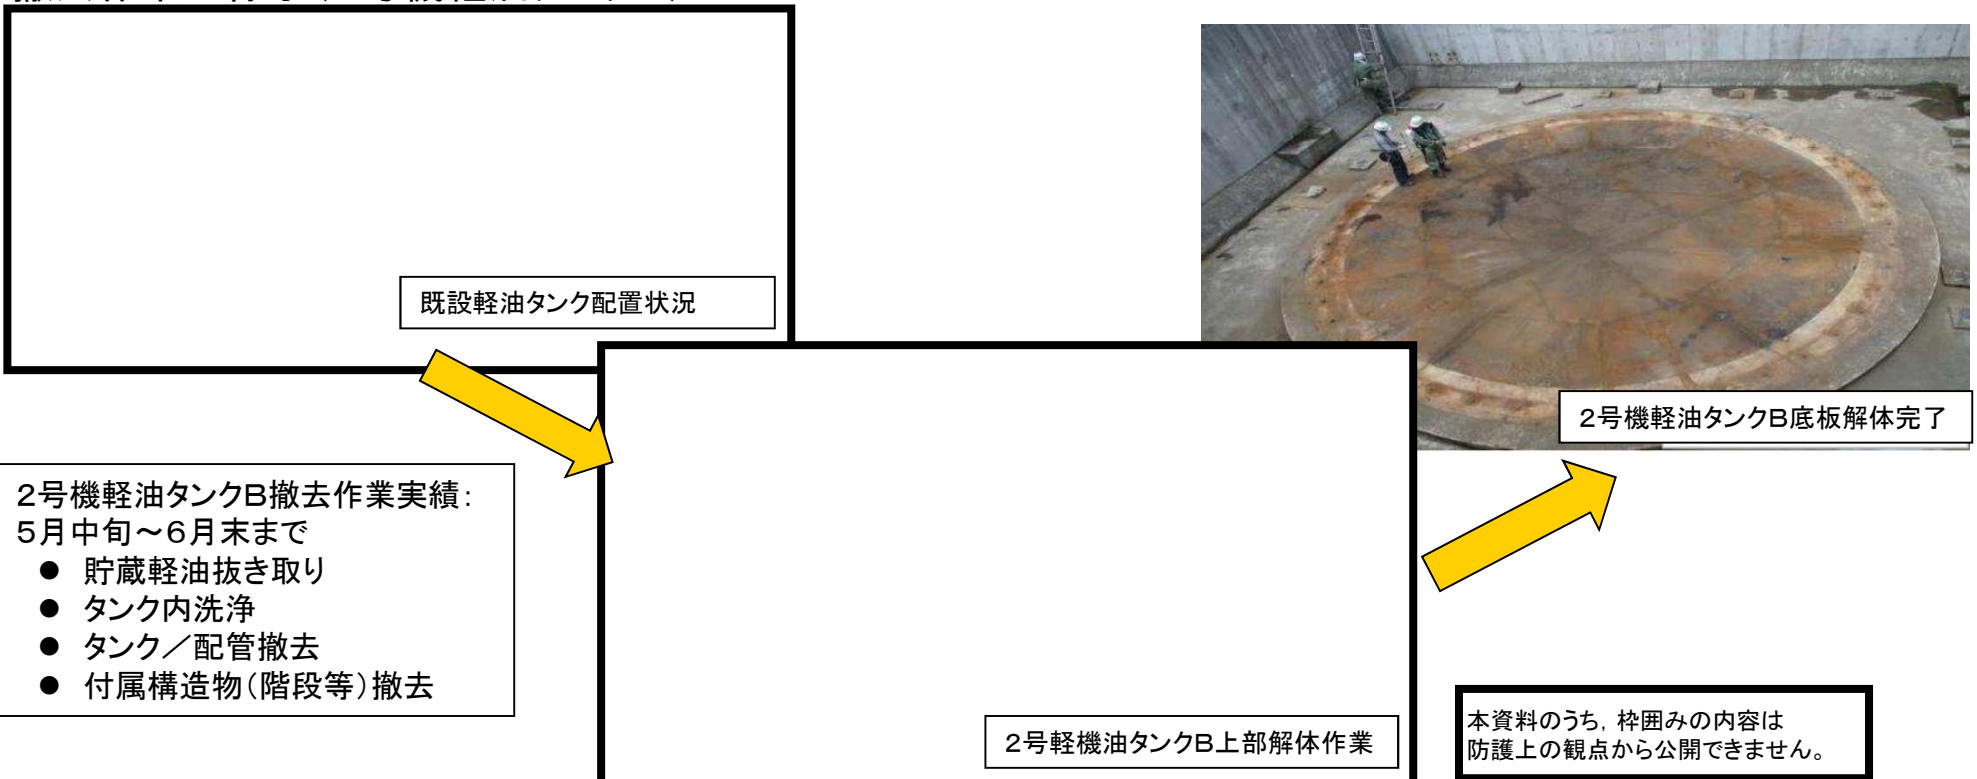 既設軽油タンク配置状況
2号機軽油タンクB底板解体完了
2号機軽油タンクB撤去作業実績：
5月中旬～6月末まで
● 貯蔵軽油抜き取り
● タンク内洗浄
● タンク／配管撤去
● 付属構造物（階段等）撤去
2号軽機油タンクB上部解体作業
本資料のうち，枠囲みの内容は
防護上の観点から公開できません。